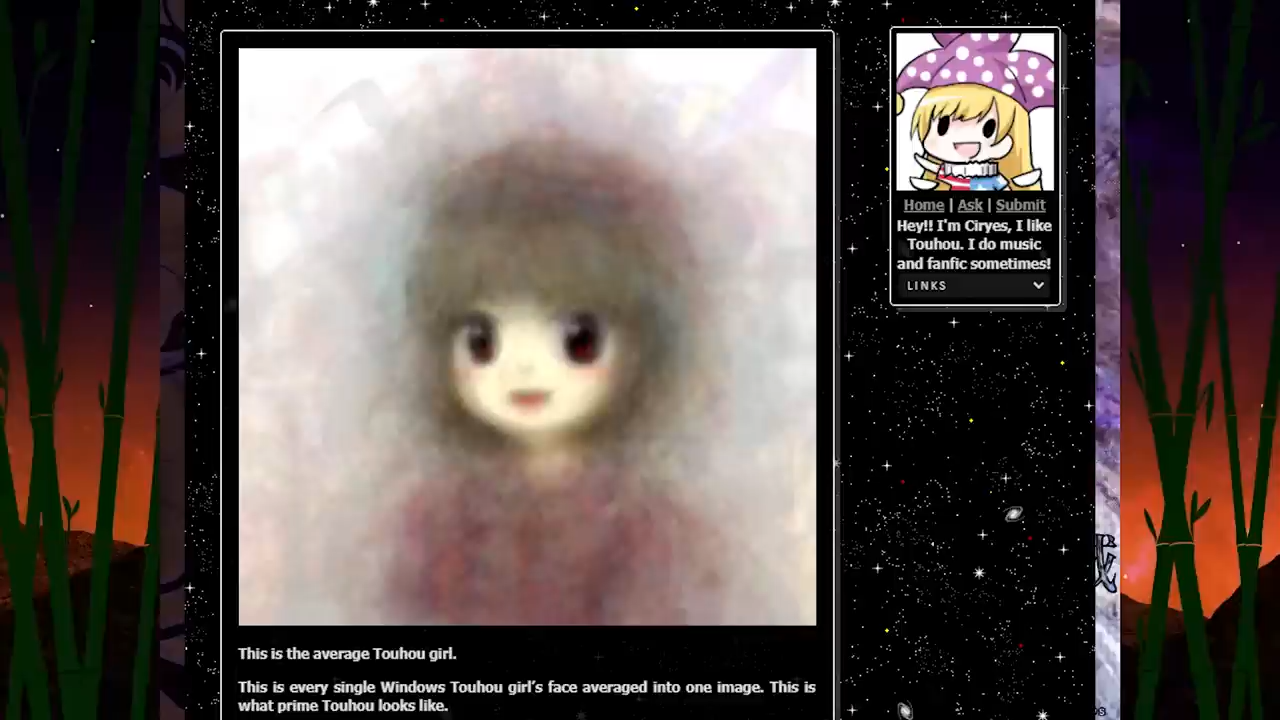 Home | Ask | Submit
Hey!! I'm Ciryes, I like
Touhou. I do music
and fanfic sometimes!
LINKS
This is the average Touhou girl.
This is every single Windows Touhou girl's face averaged into one image. This is
what prime Touhou looks like.